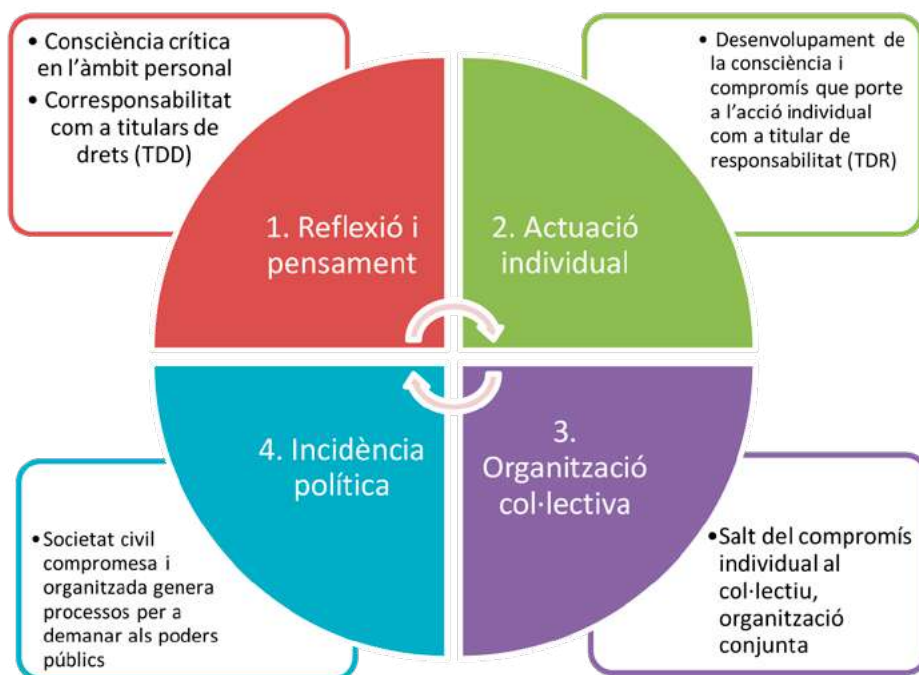 • Consciència crítica
en l'àmbit personal
• Corresponsabilitat
com a titulars de
drets (TDD)
• Desenvolupament de
la consciència i
compromís que porte
a l'acció individual
com a titular de
responsabilitat (TDR)
1. Reflexió i
pensament
2. Actuació
individual
3.
Organització
col·lectiva
4. Incidència
política
•Salt del compromís
individual al
col·lectiu,
organització
conjunta
•Societat civil
compromesa i
organitzada genera
processos per a
demanar als poders
públics